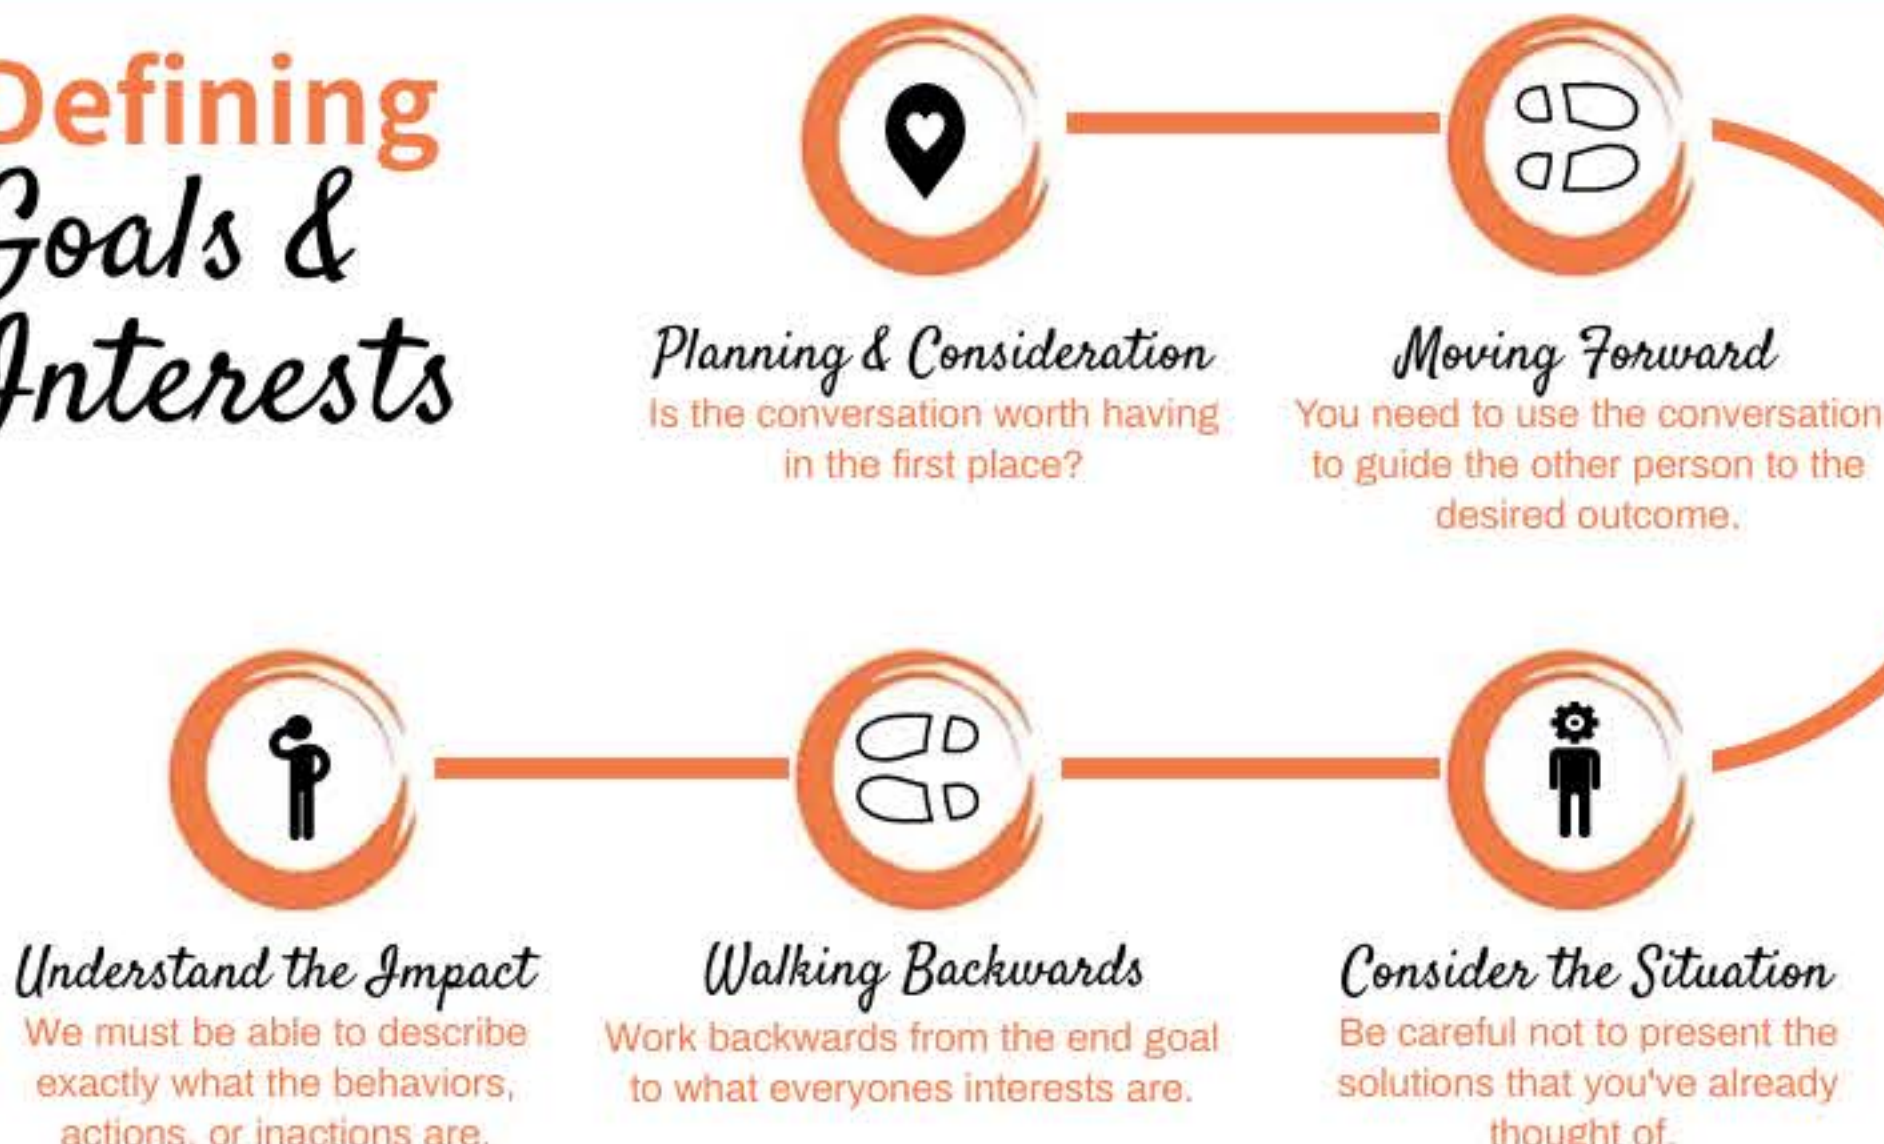 Defining
Goals &
Interests
Planning & Consideration
Is the conversation worth having
in the first place?
Moving Forward
You need to use the conversation
to guide the other person to the
desired outcome.
Understand the Impact
We must be able to describe
exactly what the behaviors,
actions, or inactions are.
Walking Backwards
Work backwards from the end goal
to what everyones interests are.
Consider the Situation
Be careful not to present the
solutions that you've already
thought of.